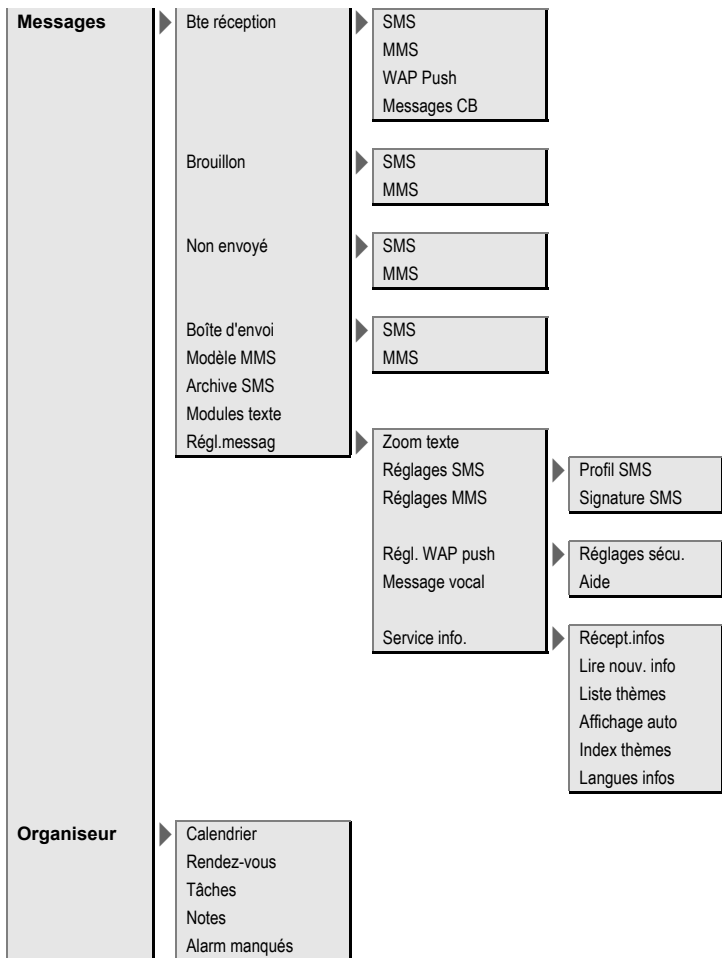 Messages
Bte réception
SMS
MMS
WAP Push
Messages CB
Brouillon
SMS
MMS
Non envoyé
SMS
MMS
Boîte d'envoi
SMS
Modèle MMS
MMS
Archive SMS
Modules texte
Régl.messag
Zoom texte
Réglages SMS
Profil SMS
Réglages MMS
Signature SMS
Régl. WAP push
Réglages sécu.
Message vocal
Aide
Service info.
Récept.infos
Lire nouv. info
Liste thèmes
Affichage auto
Index thèmes
Langues infos
Organiseur
Calendrier
Rendez-vous
Tâches
Notes
Alarm manqués